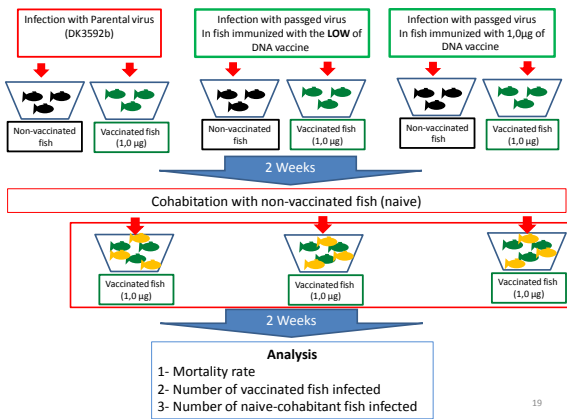 Infection with Parental virus
(DK3592b)
Infection with passged virus
In fish immunized with the LOW of
DNA vaccine
Infection with passged virus
In fish immunized with 1,0µg of
DNA vaccine
Non-vaccinated
fish
Vaccinated fish
(1,0 µg)
Non-vaccinated
fish
Vaccinated fish
(1,0 µg)
Non-vaccinated
fish
Vaccinated fish
(1,0 µg)
2 Weeks
Cohabitation with non-vaccinated fish (naive)
Vaccinated fish
(1,0 µg)
Vaccinated fish
(1,0 µg)
Vaccinated fish
(1,0 µg)
2 Weeks
Analysis
1- Mortality rate
2- Number of vaccinated fish infected
3- Number of naive-cohabitant fish infected
19